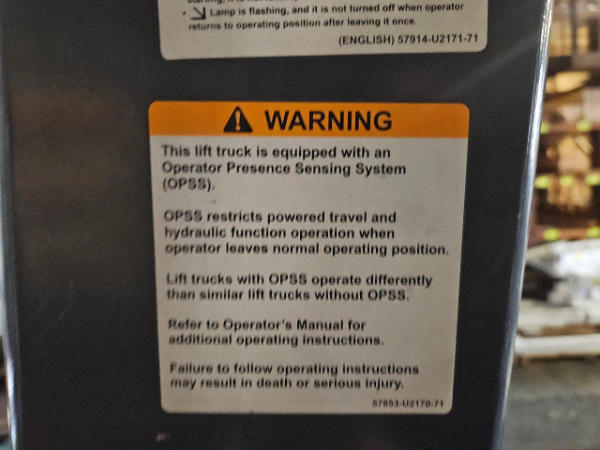 Lamp is flashing, and it is not turned off when operator
returns to operating position after leaving it once.
(ENGLISH) 57914-U2171-71
WARNING
This lift truck is equipped with an
Operator Presence Sensing System
(OPSS).
OPSS restricts powered travel and
hydraulic function operation when
operator leaves normal operating position.
Lift trucks with OPSS operate differently
than similar lift trucks without OPSS.
Refer to Operator's Manual for
additional operating instructions.
Failure to follow operating instructions
may result in death or serious injury.
57853-U2170-71